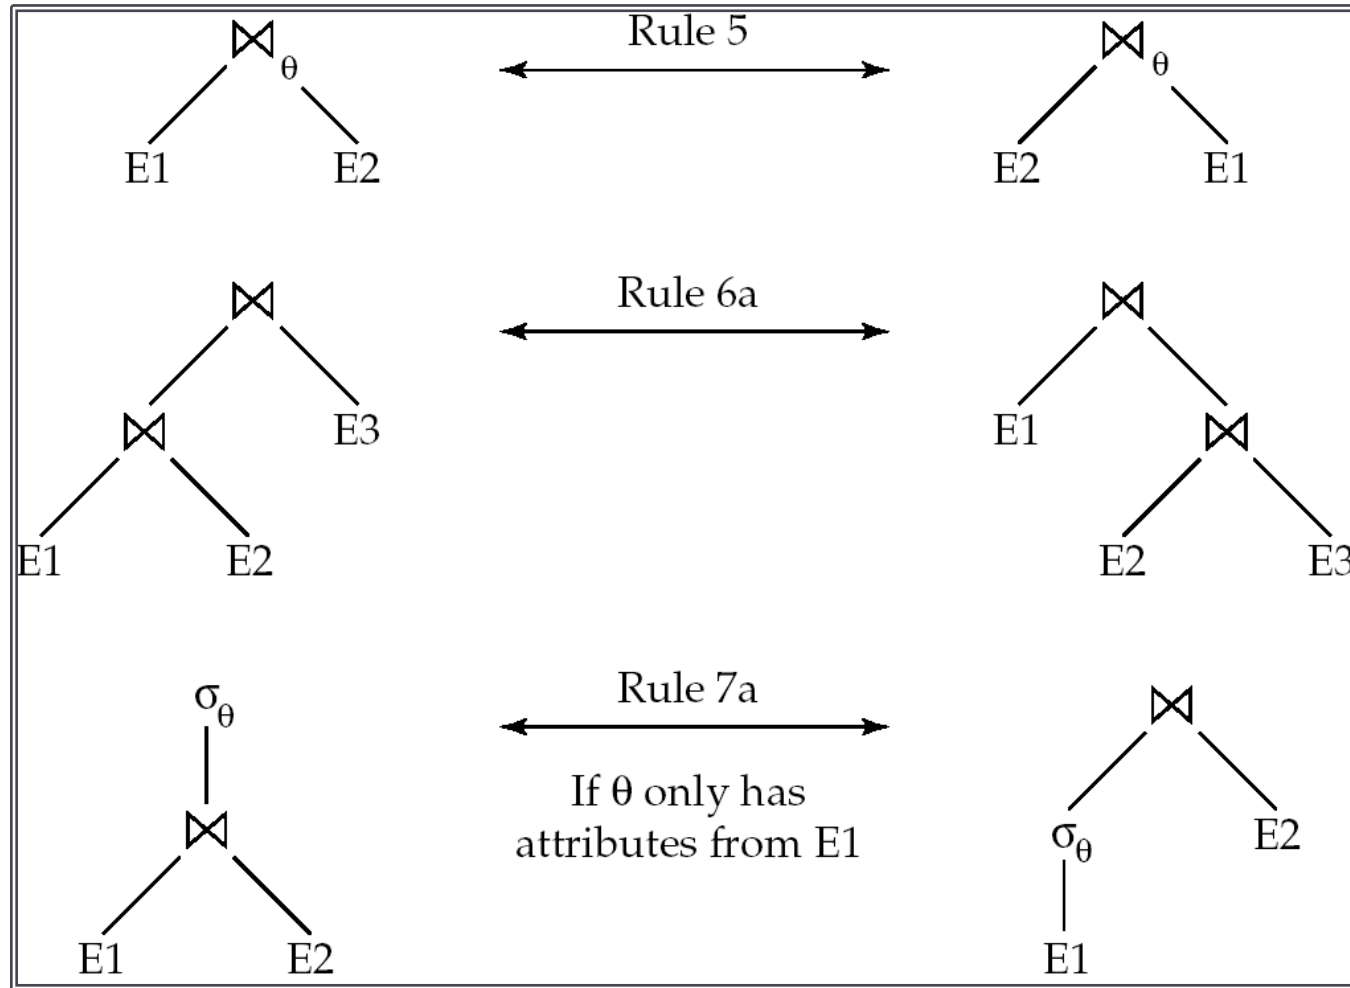 Rule 5
⋈θ ⋈θ
E1 E2 E2 E1
Rule 6a
⋈ ⋈
E1
⋈ E3 ⋈
E1 E2 E2 E3
Rule 7a
σθ ⋈
If θ only has
attributes from E1
⋈ σθ E2
E1 E2 E1